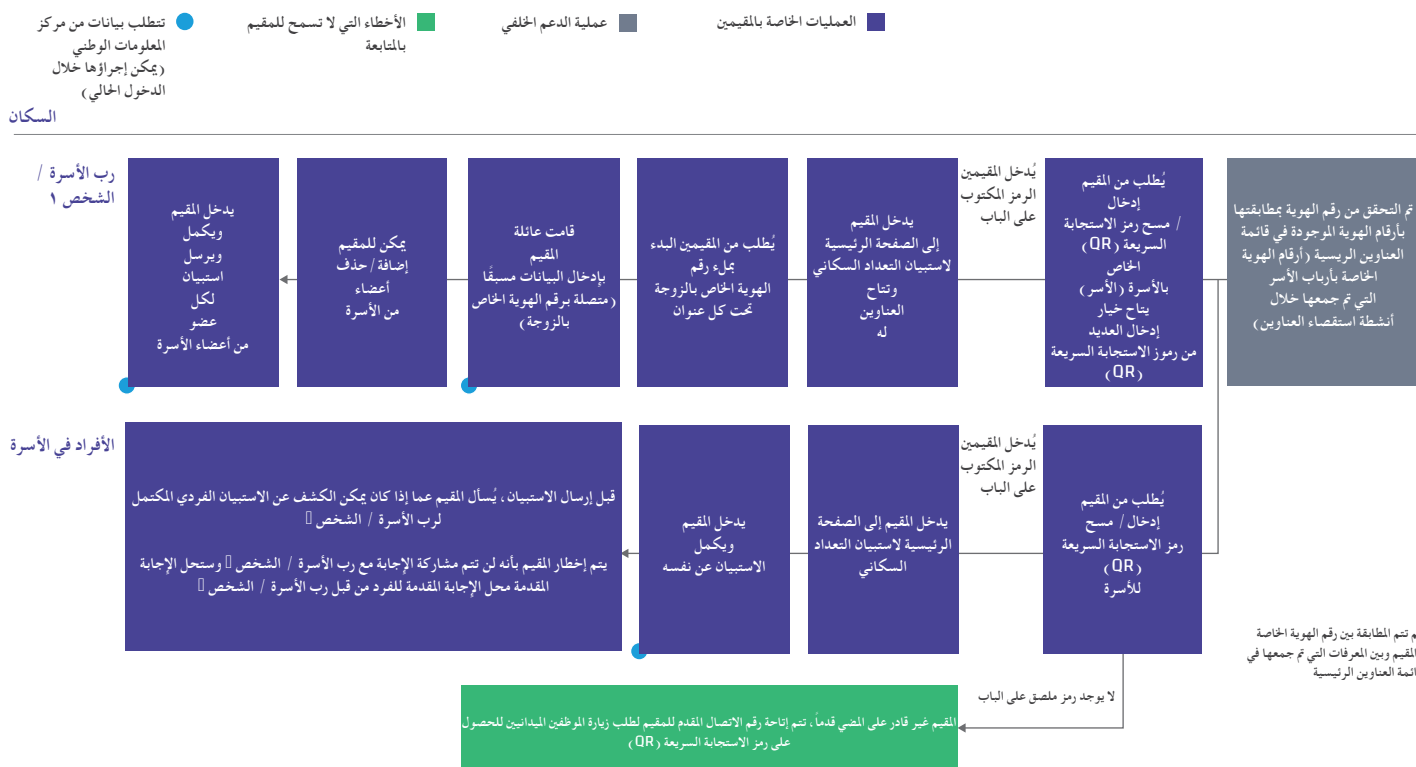 العمليات الخاصة بالمقيمين
عملية الدعم الخلفي
الأخطاء التي لا تسمح للمقيم
بالمتابعة
تتطلب بيانات من مركز
المعلومات الوطني
(يمكن إجراؤها خلال
الدخول الحالي)
السكان
تم التحقق من رقم الهوية بمطابقتها
بأرقام الهوية الموجودة في قائمة
العناوين الريسية (أرقام الهوية
الخاصة بأرباب الأسر
التي تم جمعها خلال
أنشطة استقصاء العناوين)
رب الأسرة /
الشخص ١
يُطلب من المقيم
إدخال
/ مسح رمز الاستجابة
السريعة (QR)
الخاص
بالأسرة (الأسر)
يتاح خيار
إدخال العديد
من رموز الاستجابة السريعة
(QR)
يُدخل المقيمين
الرمز المكتوب
على الباب
يدخل المقيم
إلى الصفحة الرئيسية
لاستبيان التعداد السكاني
وتتاح
العناوين
له
يُطلب من المقيمين البدء
بملء رقم
الهوية الخاص بالزوجة
تحت كل عنوان
قامت عائلة
المقيم
بإدخال البيانات مسبقًا
(متصلة برقم الهوية الخاص
بالزوجة)
يمكن للمقيم
إضافة/ حذف
أعضاء
من الأسرة
يدخل المقيم
ويكمل
ويرسل
استبيان
لكل
عضو
من أعضاء الأسرة
الأفراد في الأسرة
يُطلب من المقيم
إدخال/ مسح
رمز الاستجابة السريعة
(QR)
للأسرة
يُدخل المقيمين
الرمز المكتوب
على الباب
يدخل المقيم إلى الصفحة
الرئيسية لاستبيان التعداد
السكاني
يدخل المقيم
ويكمل
الاستبيان عن نفسه
قبل إرسال الاستبيان، يُسأل المقيم عما إذا كان يمكن الكشف عن الاستبيان الفردي المكتمل
لرب الأسرة / الشخص
يتم إخطار المقيم بأنه لن تتم مشاركة الإجابة مع رب الأسرة / الشخص وستحل الإجابة
المقدمة محل الإجابة المقدمة للفرد من قبل رب الأسرة / الشخص
م تتم المطابقة بين رقم الهوية الخاصة
المقيم وبين المعرفات التي تم جمعها في
ائمة العناوين الرئيسية
لا يوجد رمز ملصق على الباب
المقيم غير قادر على المضي قدماً، تتم إتاحة رقم الاتصال المقدم للمقيم لطلب زيارة الموظفين الميدانيين للحصول
على رمز الاستجابة السريعة (QR)